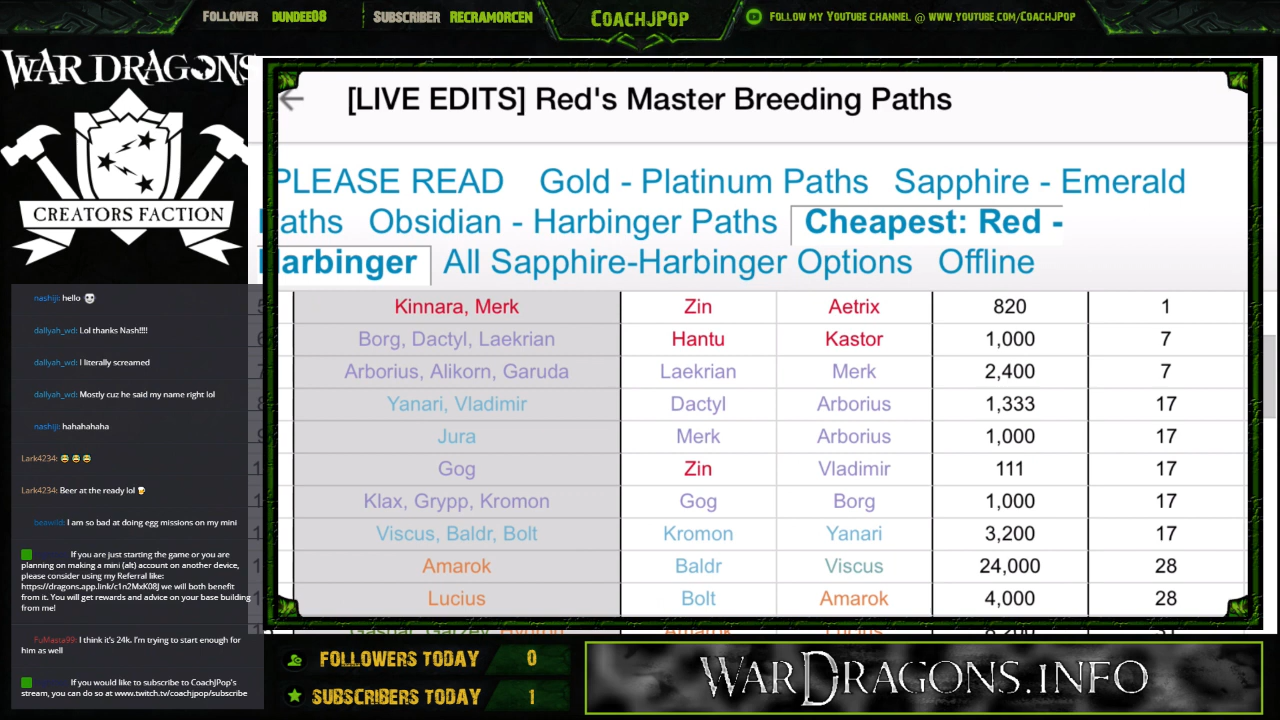 FOLLOWER DUNDEE08 SUBSCRIBER RECRAMORCEN
COACHJPOP
FOLLOW MY YOUTUBE CHANNEL @ WWW.YOUTUBE.COM/COACHJPOP
WAR DRAGONS
CREATORS FACTION
[LIVE EDITS] Red's Master Breeding Paths
PLEASE READ Gold - Platinum Paths Sapphire - Emerald
Paths Obsidian - Harbinger Paths Cheapest: Red -
Harbinger All Sapphire-Harbinger Options Offline
Kinnara, Merk Zin Aetrix 820 1
Borg, Dactyl, Laekrian Hantu Kastor 1,000 7
Arborius, Alikorn, Garuda Laekrian Merk 2,400 7
Yanari, Vladimir Dactyl Arborius 1,333 17
Jura Merk Arborius 1,000 17
Gog Zin Vladimir 111 17
Klax, Grypp, Kromon Gog Borg 1,000 17
Viscus, Baldr, Bolt Kromon Yanari 3,200 17
Amarok Baldr Viscus 24,000 28
Lucius Bolt Amarok 4,000 28
nashiji: hello
dallyah_wd: Lol thanks Nash!!!!
dallyah_wd: I literally screamed
dallyah_wd: Mostly cuz he said my name right lol
nashiji: hahahahaha
Lark4234:
Lark4234: Beer at the ready lol
I am so bad at doing egg missions on my mini
If you are just starting the game or you are
planning on making a mini (alt) account on another device,
please consider using my Referral like:
https://dragons.app.link/c1n2MxK08J we will both benefit
from it. You will get rewards and advice on your base building
from me!
FuMasta99: I think it's 24k. I'm trying to start enough for
him as well
If you would like to subscribe to CoachJPop's
stream, you can do so at www.twitch.tv/coachjpop/subscribe
FOLLOWERS TODAY 0
SUBSCRIBERS TODAY 1
WARDRAGONS.INFO